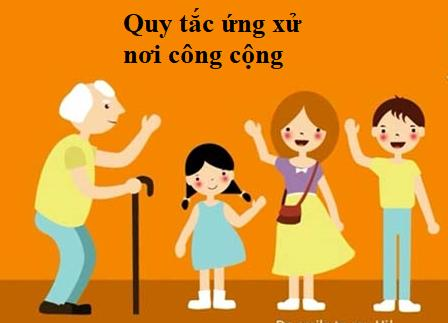 Quy tắc ứng xử
nơi công cộng